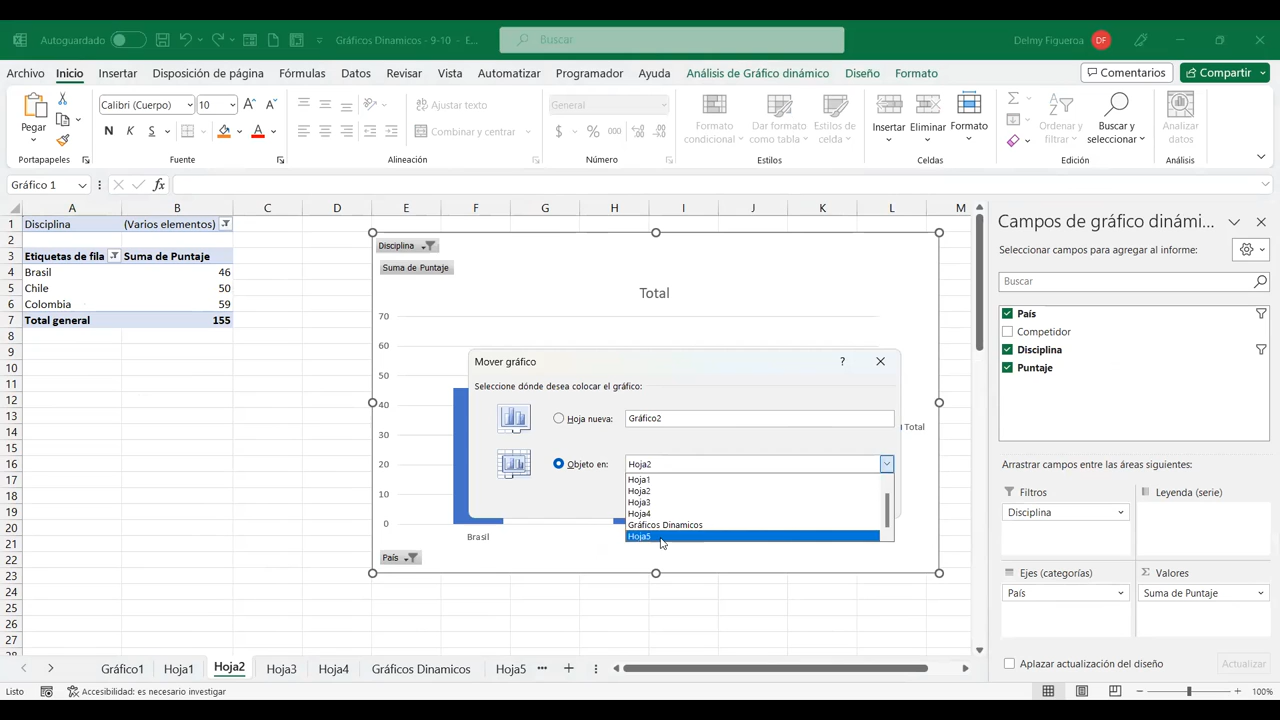 Autoguardado
Gráficos Dinamicos - 9-10 - E...
Buscar
Delmy Figueroa
DF
Archivo
Inicio
Insertar
Disposición de página
Fórmulas
Datos
Revisar
Vista
Automatizar
Programador
Ayuda
Análisis de Gráfico dinámico
Diseño
Formato
Comentarios
Compartir
Pegar
Calibri (Cuerpo)
10
N K S
Ajustar texto
Combinar y centrar
General
$ % 000
Formato
condicional
Dar formato
como tabla
Estilos de
celda
Insertar
Eliminar
Formato
Ordenar y
filtrar
Buscar y
seleccionar
Analizar
datos
Portapapeles
Fuente
Alineación
Número
Estilos
Celdas
Edición
Análisis
Gráfico 1
fx
A B C D E F G H I J K L M
1 Disciplina (Varios elementos)
2
3 Etiquetas de fila Suma de Puntaje
4 Brasil 46
5 Chile 50
6 Colombia 59
7 Total general 155
8
9
10
11
12
13
14
15
16
17
18
19
20
21
22
23
24
25
26
27
28
Disciplina
Suma de Puntaje
Total
70
60
50
40
30
20
10
0
Brasil
Total
País
Mover gráfico
?
Seleccione dónde desea colocar el gráfico:
Hoja nueva:
Gráfico2
Objeto en:
Hoja2
Hoja1
Hoja2
Hoja3
Hoja4
Gráficos Dinamicos
Hoja5
Campos de gráfico dinámi...
Seleccionar campos para agregar al informe:
Buscar
País
Competidor
Disciplina
Puntaje
Arrastrar campos entre las áreas siguientes:
Filtros
Disciplina
Leyenda (serie)
Ejes (categorías)
País
Σ Valores
Suma de Puntaje
Aplazar actualización del diseño
Actualizar
Gráfico1
Hoja1
Hoja2
Hoja3
Hoja4
Gráficos Dinamicos
Hoja5
Listo
Accesibilidad: es necesario investigar
100%